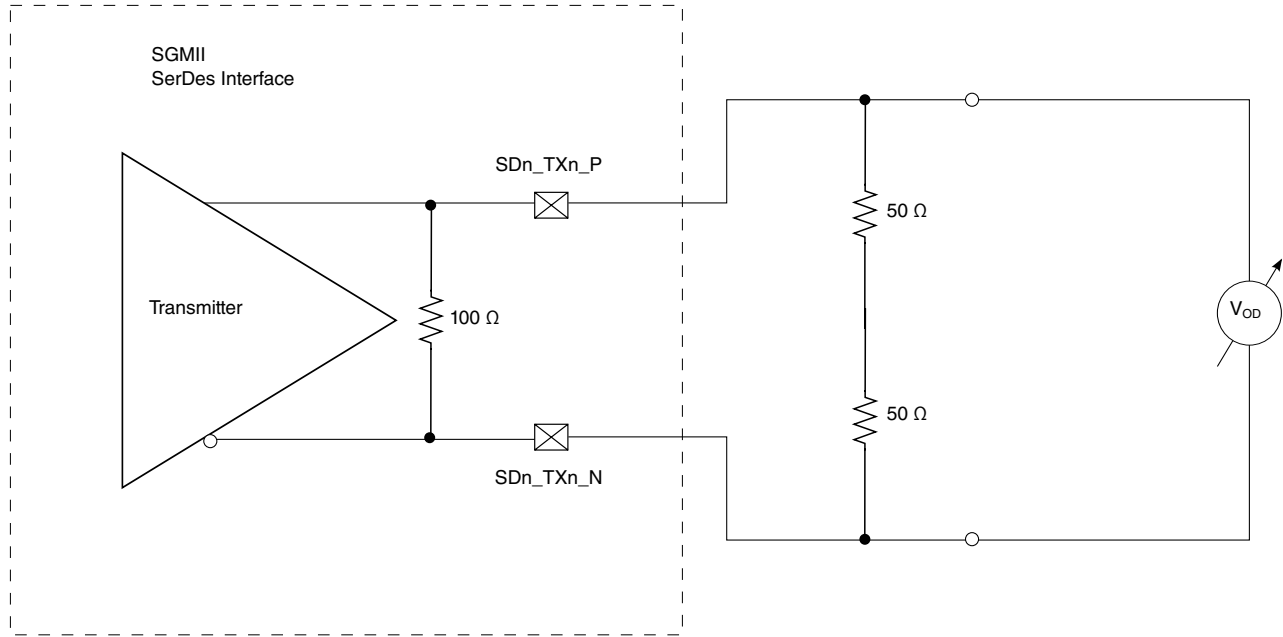 SGMII
SerDes Interface
SDn_TXn_P
50 Ω
Transmitter
100 Ω
VOD
50 Ω
SDn_TXn_N